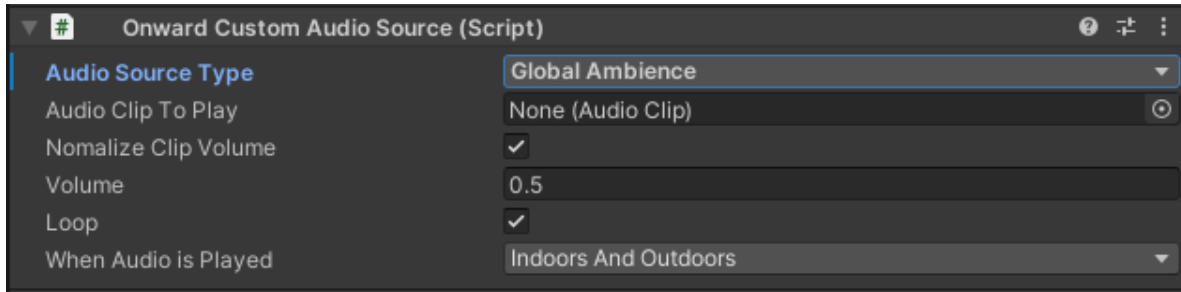 # Onward Custom Audio Source (Script)
Audio Source Type Global Ambience
Audio Clip To Play None (Audio Clip)
Nomalize Clip Volume
Volume 0.5
Loop
When Audio is Played Indoors And Outdoors